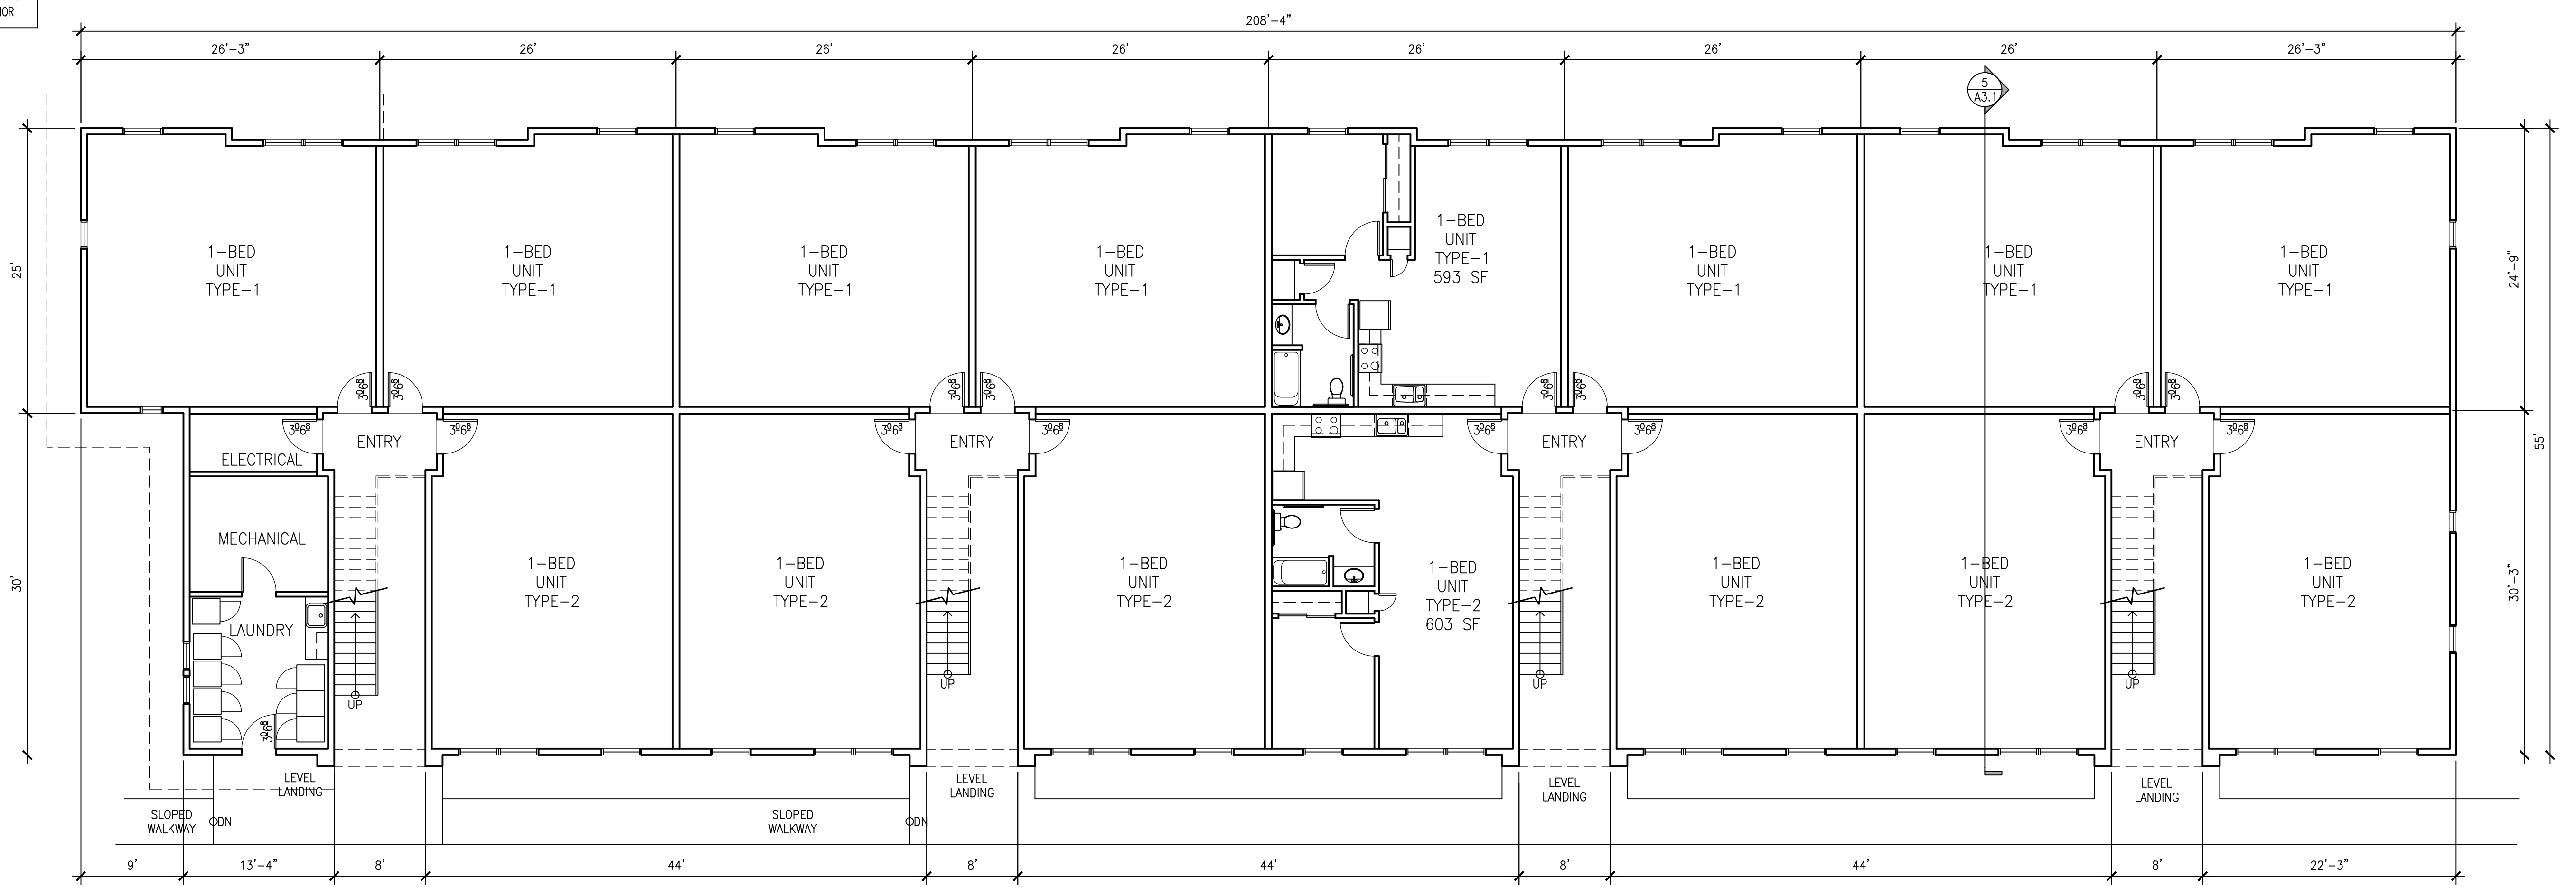 IOR
208'-4"
26'-3" 26' 26' 26' 26' 26' 26' 26'-3"
5
A3.1
25'
1-BED
UNIT
TYPE-1
1-BED
UNIT
TYPE-1
1-BED
UNIT
TYPE-1
1-BED
UNIT
TYPE-1
1-BED
UNIT
TYPE-1
593 SF
1-BED
UNIT
TYPE-1
1-BED
UNIT
TYPE-1
1-BED
UNIT
TYPE-1
24'-9"
55'
3068 3068 3068 3068 3068 3068 3068 3068
3068 ENTRY 3068 3068 ENTRY 3068 3068 ENTRY 3068 3068 ENTRY 3068
ELECTRICAL
MECHANICAL
30'
LAUNDRY
3068
1-BED
UNIT
TYPE-2
1-BED
UNIT
TYPE-2
1-BED
UNIT
TYPE-2
1-BED
UNIT
TYPE-2
603 SF
1-BED
UNIT
TYPE-2
1-BED
UNIT
TYPE-2
1-BED
UNIT
TYPE-2
30'-3"
UP
UP
UP
UP
LEVEL
LANDING
LEVEL
LANDING
LEVEL
LANDING
LEVEL
LANDING
SLOPED
WALKWAY
DN
SLOPED
WALKWAY
DN
9' 13'-4" 8' 44' 8' 44' 8' 44' 8' 22'-3"